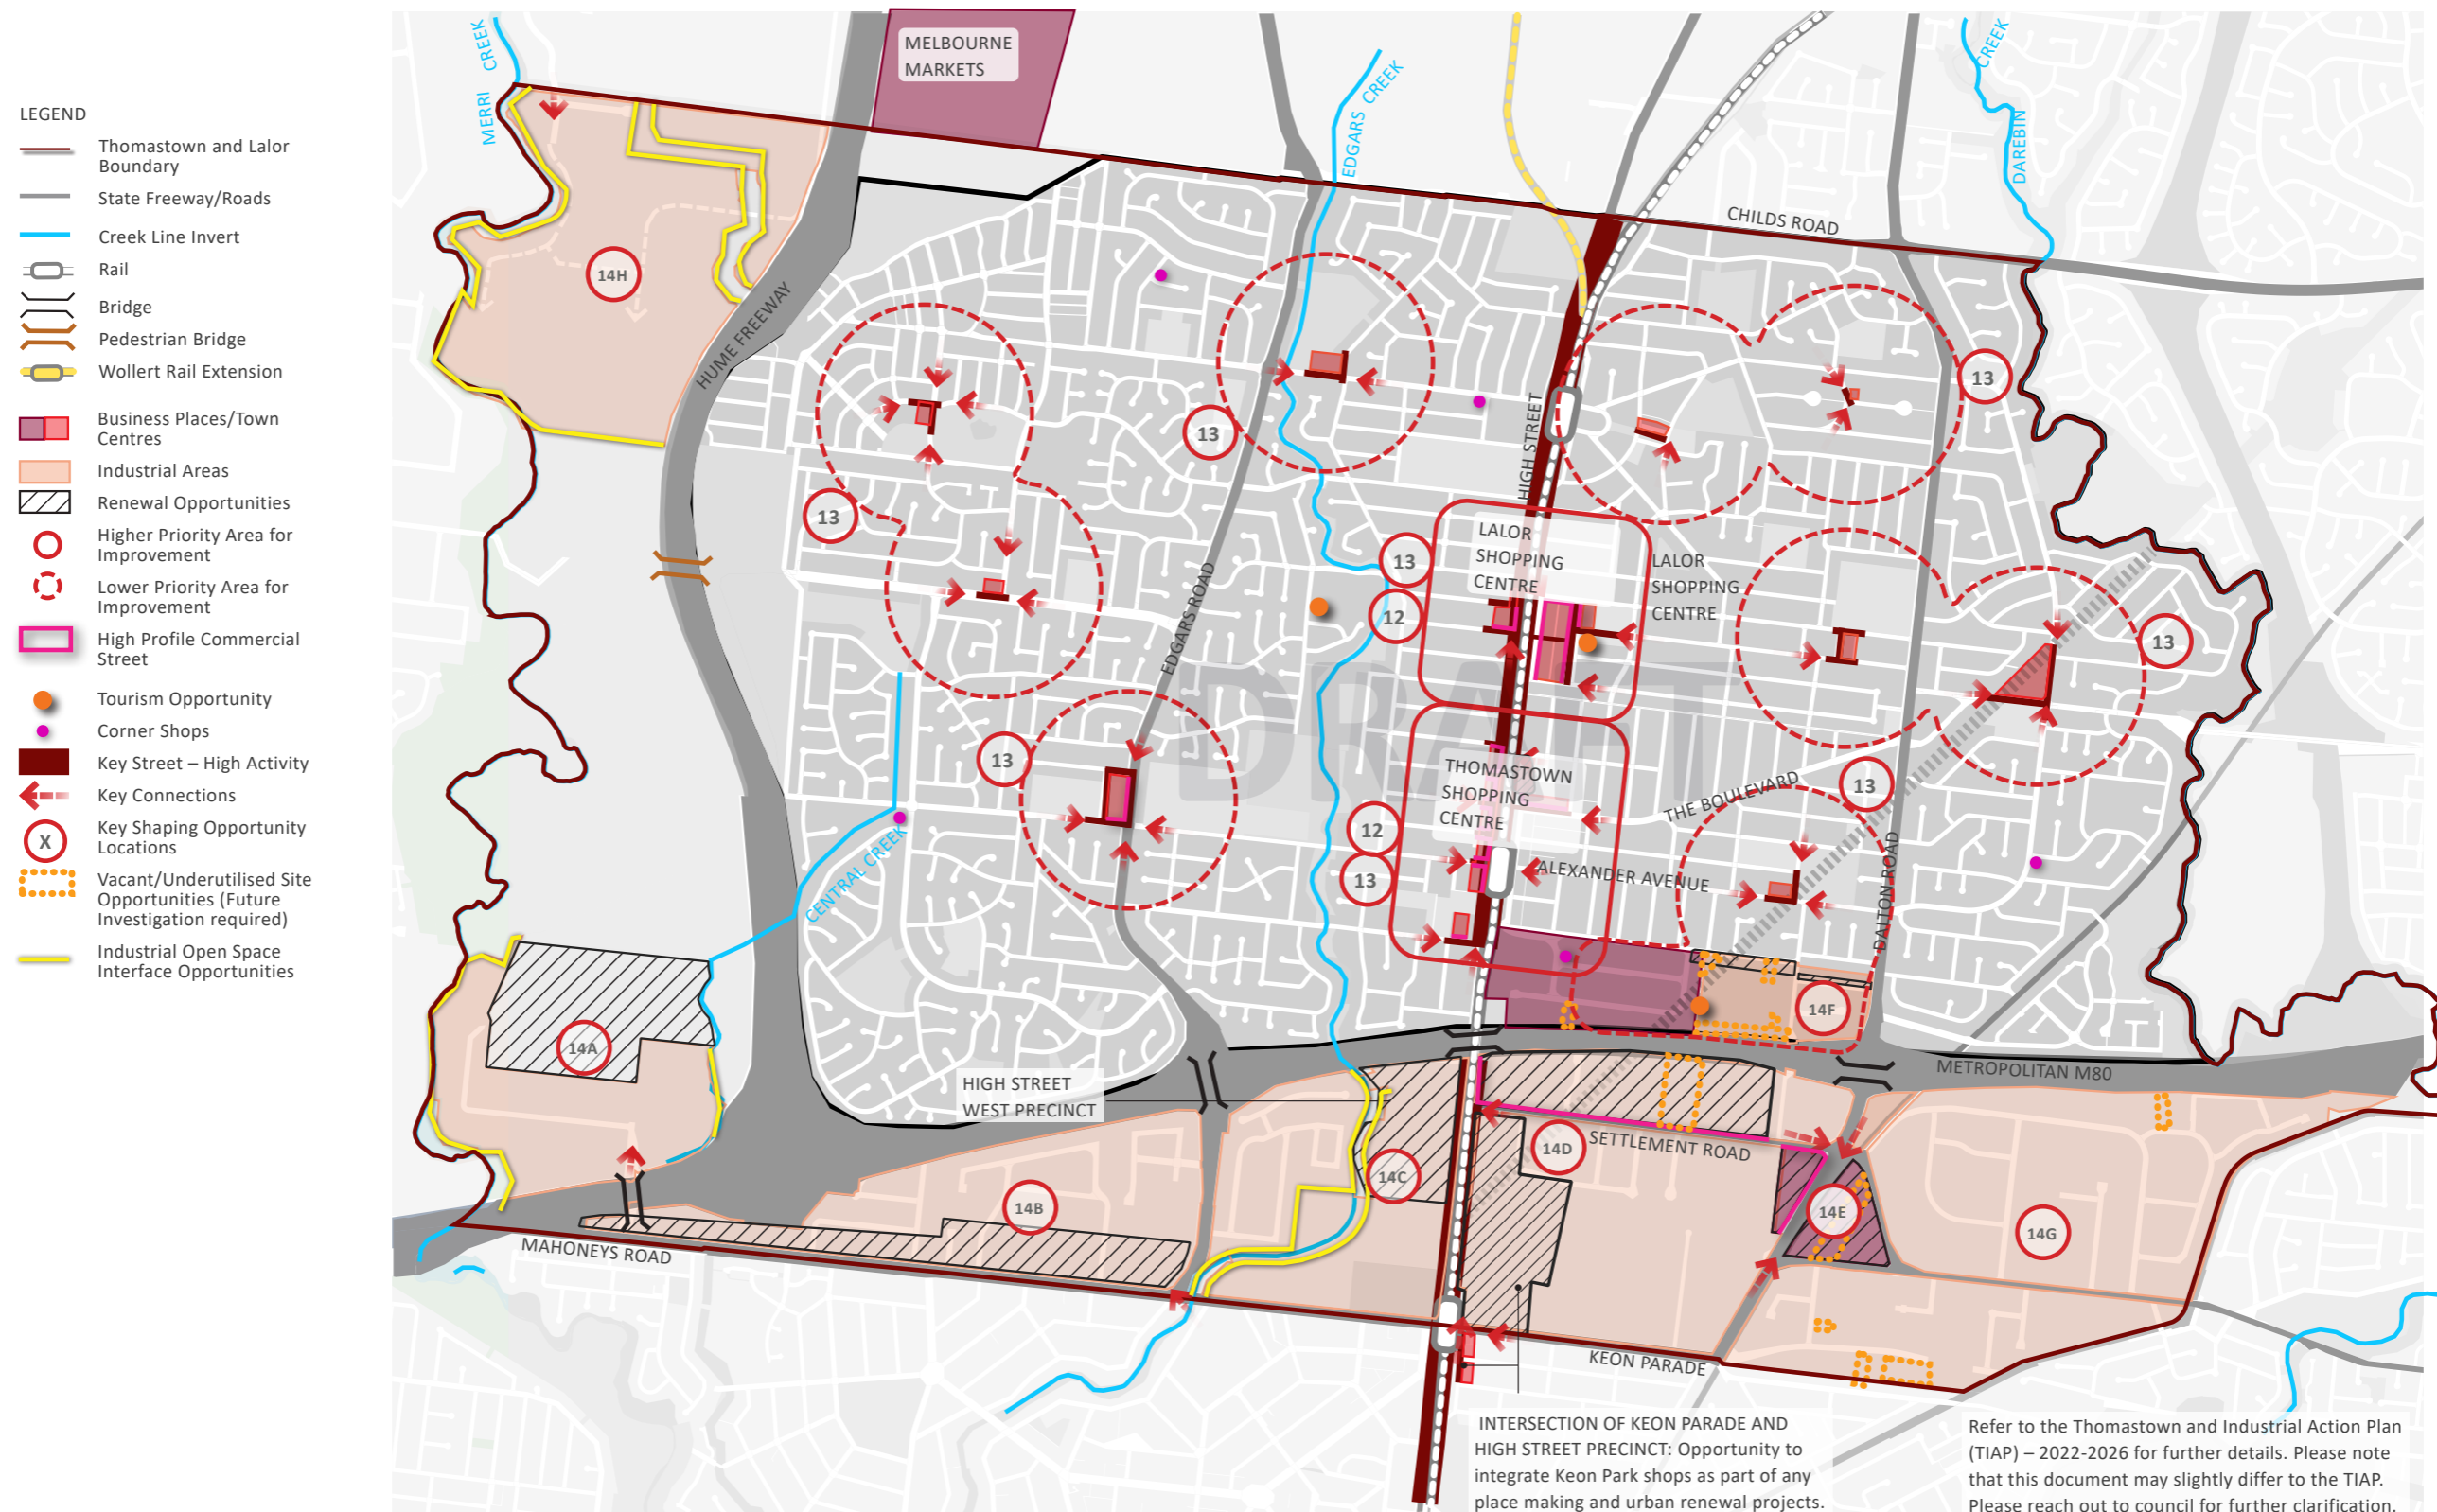 LEGEND
Thomastown and Lalor
Boundary
State Freeway/Roads
Creek Line Invert
Rail
Bridge
Pedestrian Bridge
Wollert Rail Extension
Business Places/Town
Centres
Industrial Areas
Renewal Opportunities
Higher Priority Area for
Improvement
Lower Priority Area for
Improvement
High Profile Commercial
Street
Tourism Opportunity
Corner Shops
Key Street – High Activity
Key Connections
X
Key Shaping Opportunity
Locations
Vacant/Underutilised Site
Opportunities (Future
Investigation required)
Industrial Open Space
Interface Opportunities
MERRI CREEK
MELBOURNE
MARKETS
EDGARS CREEK
CREEK
DAREBIN
CHILDS ROAD
14H
HUME FREEWAY
13
13
13
HIGH STREET
LALOR
SHOPPING
CENTRE
LALOR
SHOPPING
CENTRE
13
12
13
EDGARS ROAD
DRAFT
13
THOMASTOWN
SHOPPING
CENTRE
THE BOULEVARD
13
12
13
CENTRAL CREEK
ALEXANDER AVENUE
DALTON ROAD
14F
14A
METROPOLITAN M80
HIGH STREET
WEST PRECINCT
14D
SETTLEMENT ROAD
14C
14B
14E
14G
MAHONEYS ROAD
KEON PARADE
INTERSECTION OF KEON PARADE AND
HIGH STREET PRECINCT: Opportunity to
integrate Keon Park shops as part of any
place making and urban renewal projects.
Refer to the Thomastown and Industrial Action Plan
(TIAP) – 2022-2026 for further details. Please note
that this document may slightly differ to the TIAP.
Please reach out to council for further clarification.